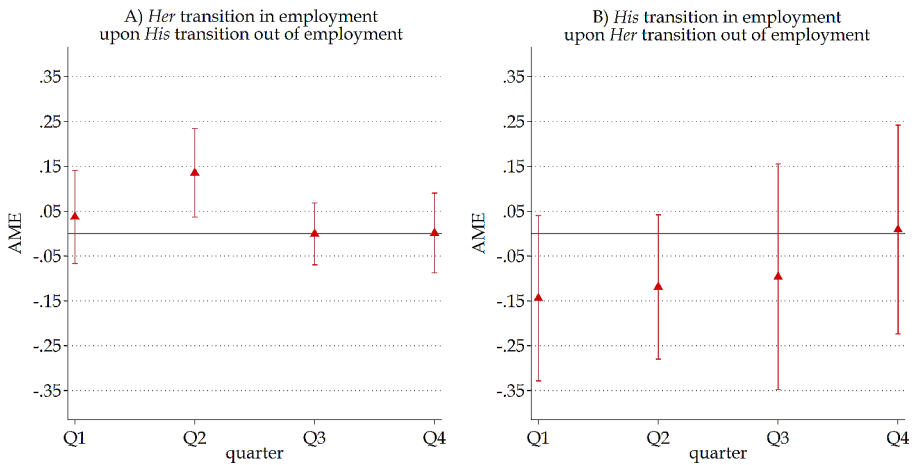 A) Her transition in employment
upon His transition out of employment
AME
.35
.25
.15
.05
-.05
-.15
-.25
-.35
Q1 Q2 Q3 Q4
quarter
B) His transition in employment
upon Her transition out of employment
AME
.35
.25
.15
.05
-.05
-.15
-.25
-.35
Q1 Q2 Q3 Q4
quarter